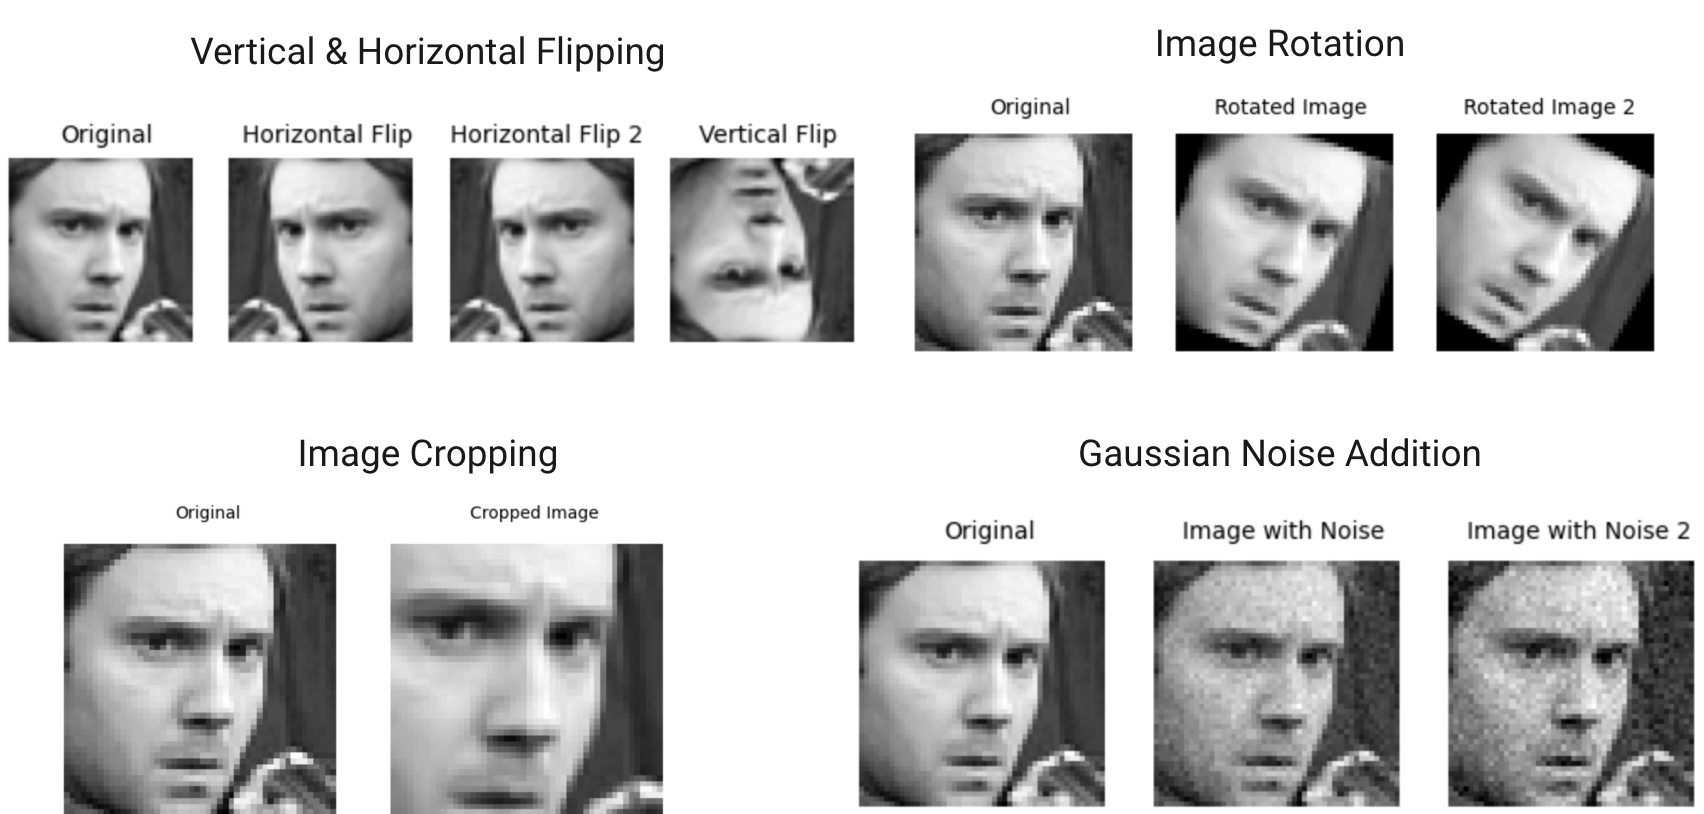 Vertical & Horizontal Flipping
Original
Horizontal Flip
Horizontal Flip 2
Vertical Flip
Image Rotation
Original
Rotated Image
Rotated Image 2
Image Cropping
Original
Cropped Image
Gaussian Noise Addition
Original
Image with Noise
Image with Noise 2